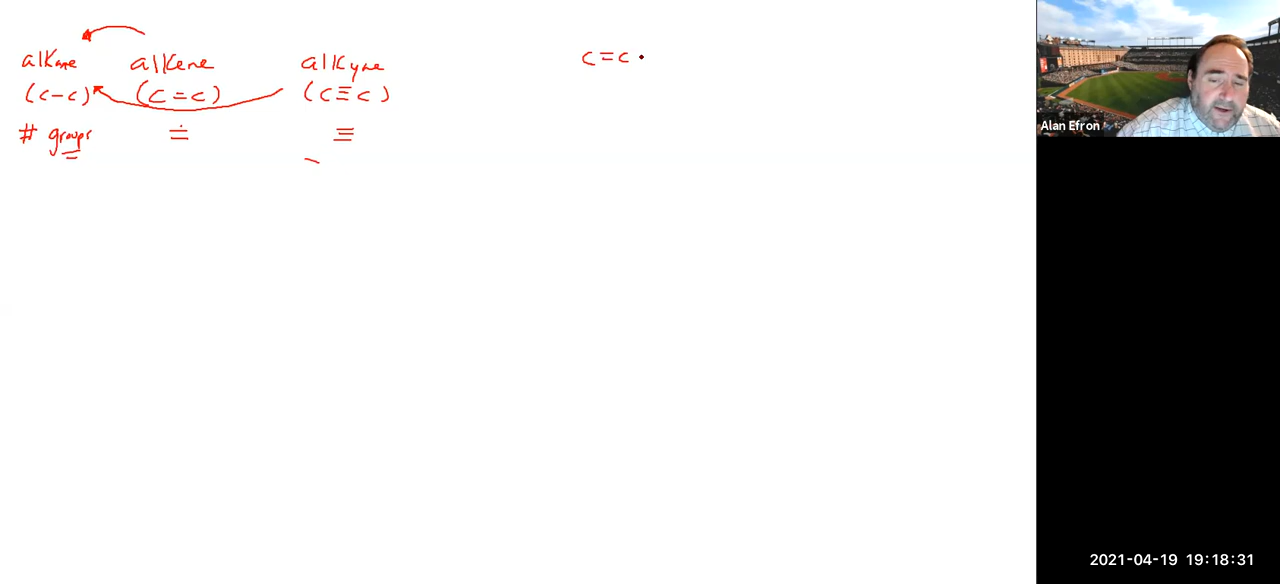 alkane alkene alkyne
(C-C) (C=C) (C≡C)
# groups = ≡
C=C
Alan Efron
2021-04-19 19:18:31